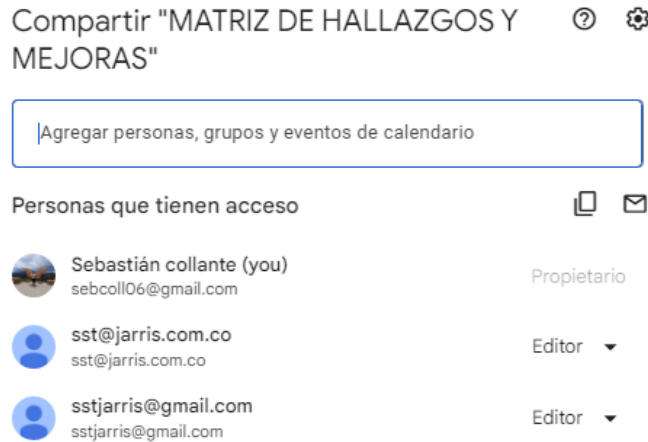 Compartir "MATRIZ DE HALLAZGOS Y
MEJORAS"
Agregar personas, grupos y eventos de calendario
Personas que tienen acceso
Sebastián collante (you)
sebcoll06@gmail.com
Propietario
sst@jarris.com.co
sst@jarris.com.co
Editor
sstjarris@gmail.com
sstjarris@gmail.com
Editor